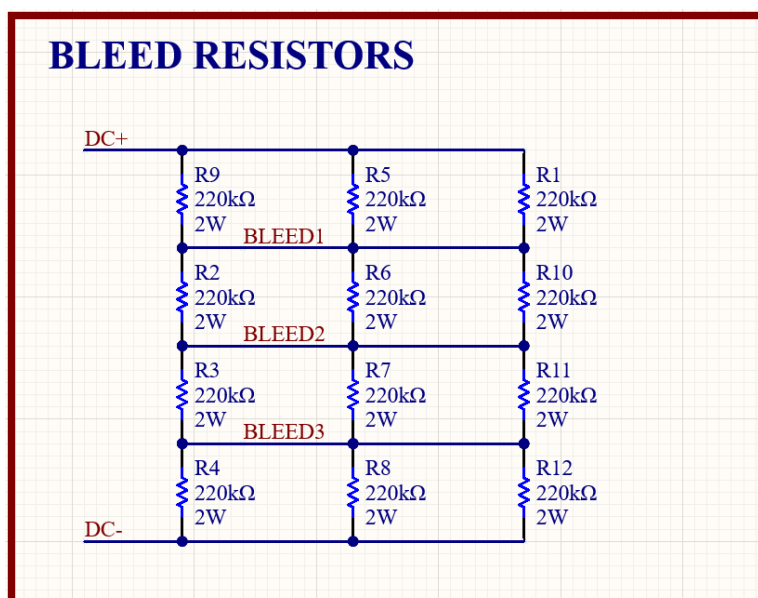 BLEED RESISTORS
DC+
R9
220kΩ
2W
R5
220kΩ
2W
R1
220kΩ
2W
BLEED1
R2
220kΩ
2W
R6
220kΩ
2W
R10
220kΩ
2W
BLEED2
R3
220kΩ
2W
R7
220kΩ
2W
R11
220kΩ
2W
BLEED3
R4
220kΩ
2W
R8
220kΩ
2W
R12
220kΩ
2W
DC-